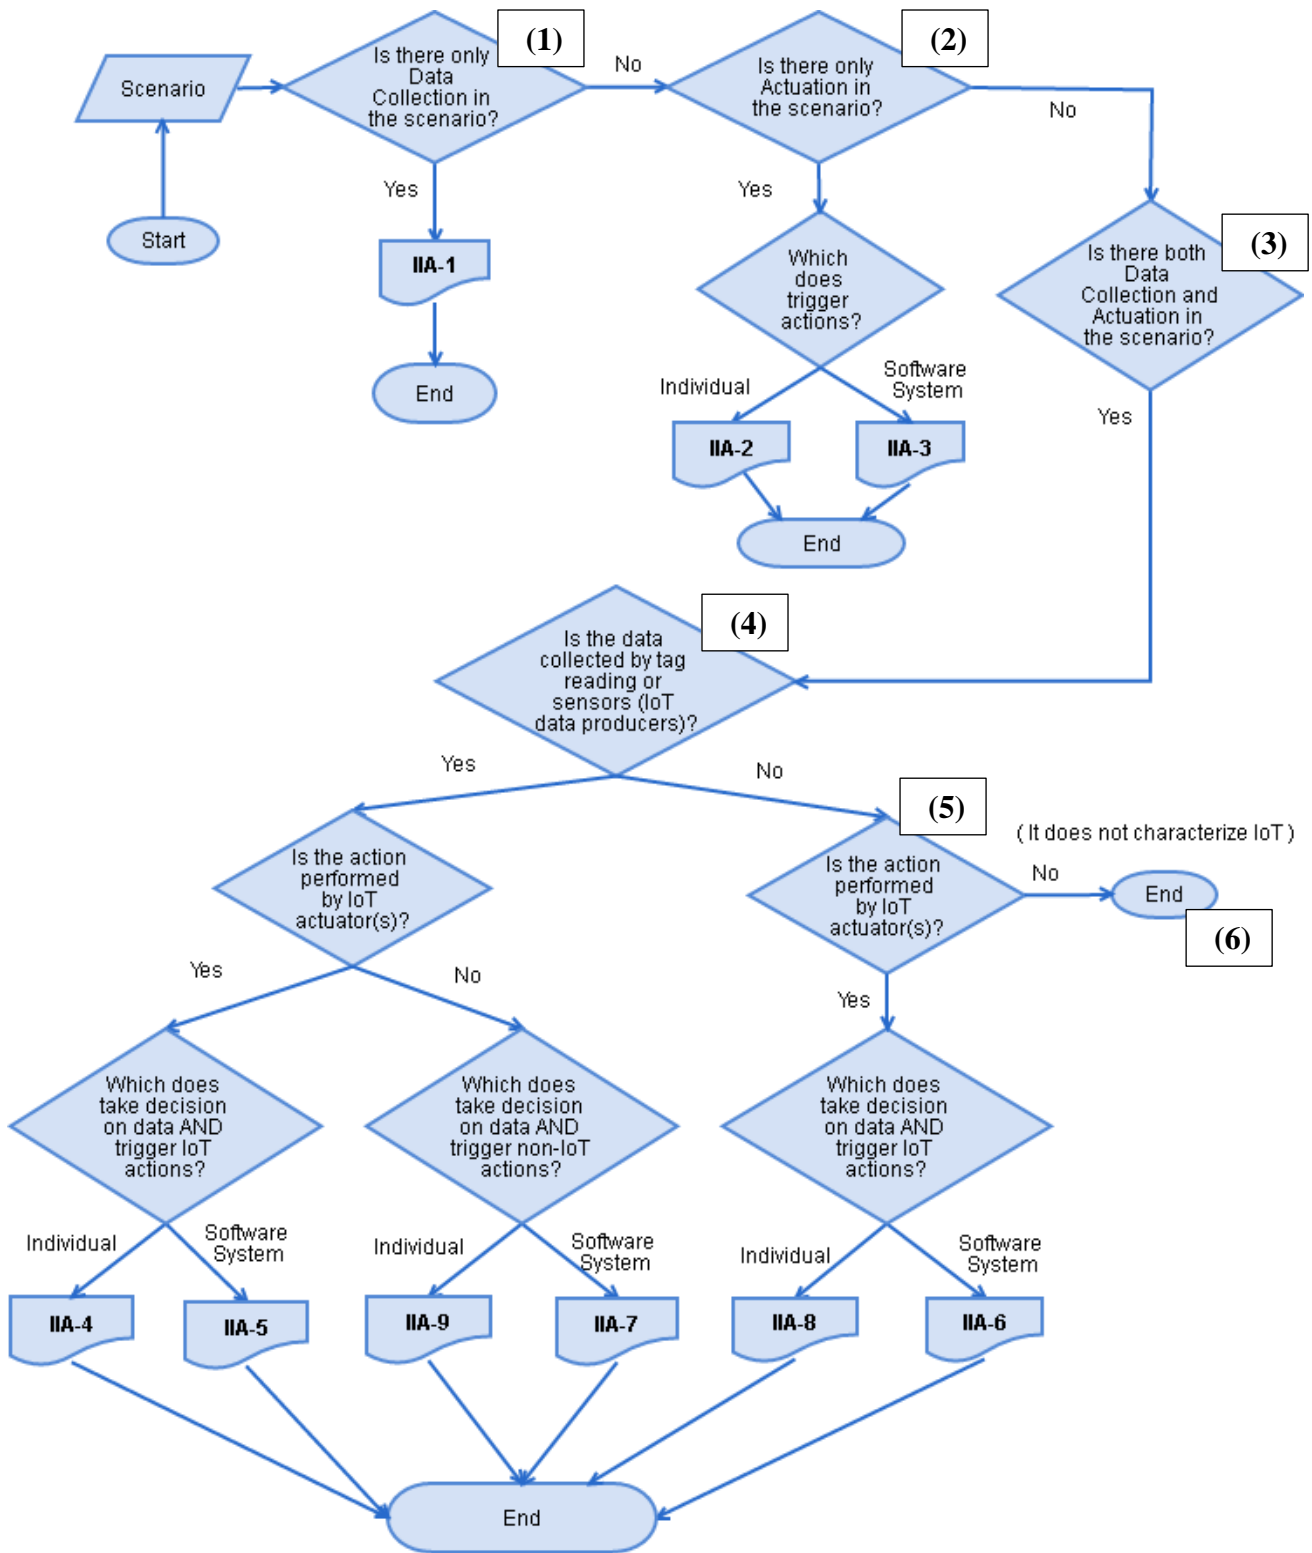 (1)
Is there only
Data
Collection in
the scenario?
No
(2)
Is there only
Actuation in
the scenario?
No
Scenario
Start
Yes
IIA-1
End
Yes
Which
does
trigger
actions?
Individual
Software
System
IIA-2
IIA-3
End
(3)
Is there both
Data
Collection and
Actuation in
the scenario?
Yes
(4)
Is the data
collected by tag
reading or
sensors (IoT
data producers)?
Yes
No
Is the action
performed
by IoT
actuator(s)?
(5)
Is the action
performed
by IoT
actuator(s)?
( It does not characterize IoT )
No
End
(6)
Yes
No
Yes
Which does
take decision
on data AND
trigger IoT
actions?
Which does
take decision
on data AND
trigger non-IoT
actions?
Which does
take decision
on data AND
trigger IoT
actions?
Individual
Software
System
Individual
Software
System
Individual
Software
System
IIA-4
IIA-5
IIA-9
IIA-7
IIA-8
IIA-6
End